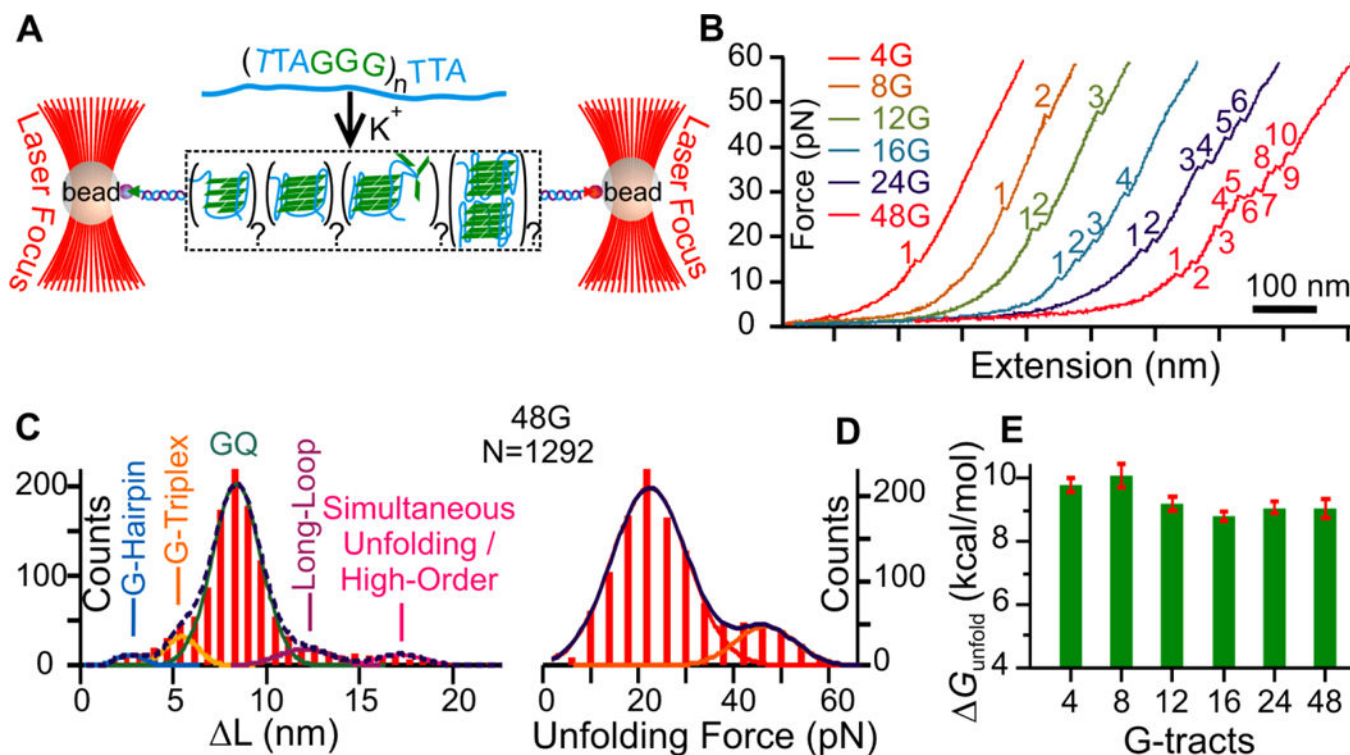 A
(TTAGGG)nTTA
K+
Laser Focus
bead
( )? ( )? ( )? ( )?
bead
Laser Focus
B
4G
8G
12G
16G
24G
48G
Force (pN)
60
50
40
30
20
10
0
1
1 2
1 2 3
1 2 3 4
1 2 3 4 5 6
1 2 3 4 5 6 7 8 9 10
100 nm
Extension (nm)
C
48G
N=1292
Counts
200
100
0
G-Hairpin
G-Triplex
GQ
Long-Loop
Simultaneous
Unfolding /
High-Order
0 5 10 15 20
ΔL (nm)
D
Counts
200
100
0
0 20 40 60
Unfolding Force (pN)
E
ΔGunfold (kcal/mol)
10
8
6
4
4 8 12 16 24 48
G-tracts